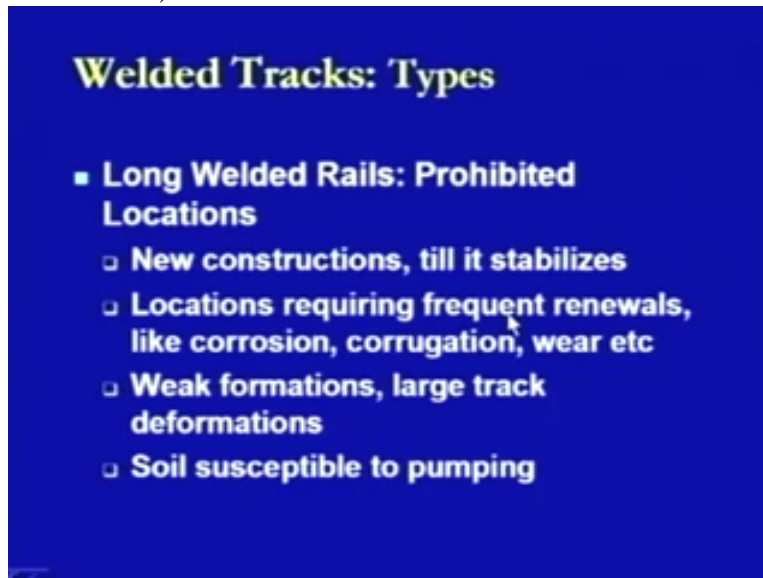 Welded Tracks: Types
Long Welded Rails: Prohibited
Locations
New constructions, till it stabilizes
Locations requiring frequent renewals,
like corrosion, corrugation, wear etc
Weak formations, large track
deformations
Soil susceptible to pumping